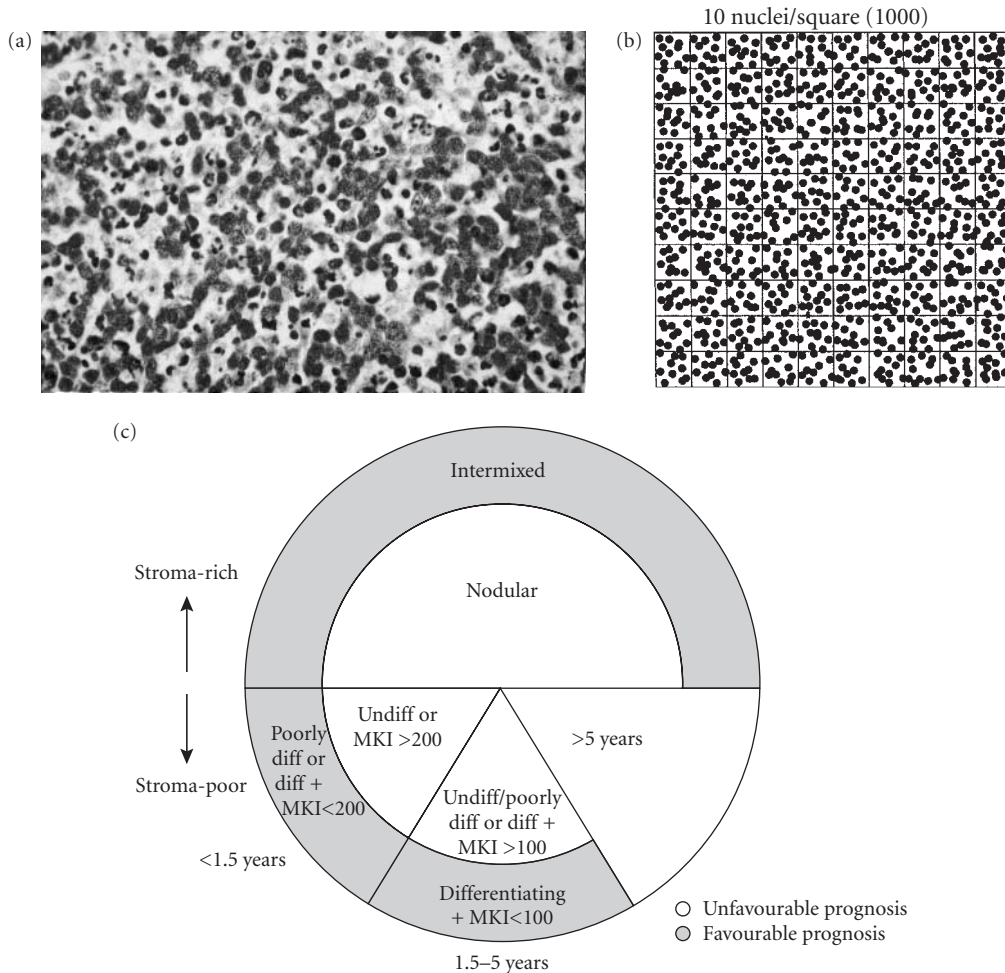 10 nuclei/square (1000)
(a)
(b)
(c)
Intermixed
Nodular
Stroma-rich
Stroma-poor
Undiff or
MKI >200
Poorly
diff or
diff +
MKI<200
>5 years
Undiff/poorly
diff or diff +
MKI >100
<1.5 years
Differentiating
+ MKI<100
1.5–5 years
Unfavourable prognosis
Favourable prognosis